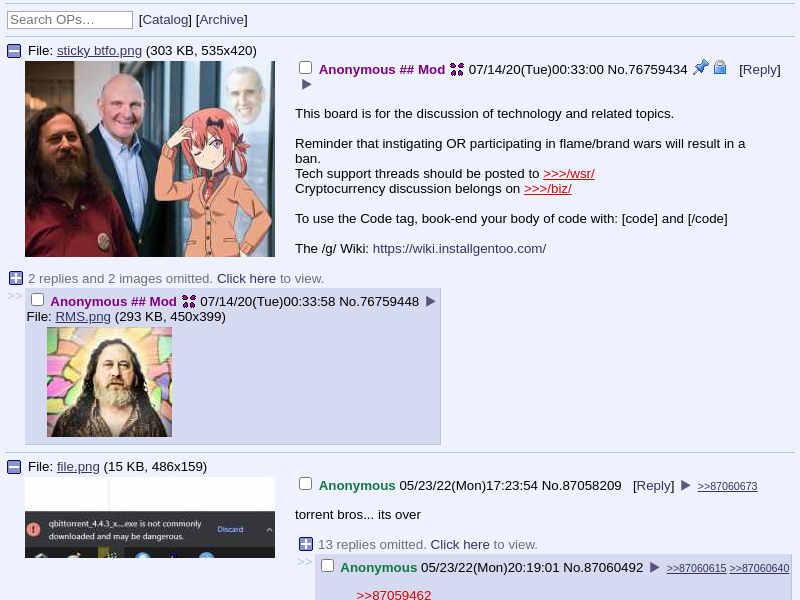 Search OPs…
[Catalog] [Archive]
File: sticky btfo.png (303 KB, 535x420)
Anonymous ## Mod 07/14/20(Tue)00:33:00 No.76759434 [Reply]
This board is for the discussion of technology and related topics.
Reminder that instigating OR participating in flame/brand wars will result in a
ban.
Tech support threads should be posted to >>>/wsr/
Cryptocurrency discussion belongs on >>>/biz/
To use the Code tag, book-end your body of code with: [code] and [/code]
The /g/ Wiki: https://wiki.installgentoo.com/
2 replies and 2 images omitted. Click here to view.
>> Anonymous ## Mod 07/14/20(Tue)00:33:58 No.76759448
File: RMS.png (293 KB, 450x399)
File: file.png (15 KB, 486x159)
qbittorrent_4.4.3_x....exe is not commonly
downloaded and may be dangerous.
Discard
Anonymous 05/23/22(Mon)17:23:54 No.87058209 [Reply] >>87060673
torrent bros... its over
13 replies omitted. Click here to view.
>> Anonymous 05/23/22(Mon)20:19:01 No.87060492 >>87060615 >>87060640
>>87059462